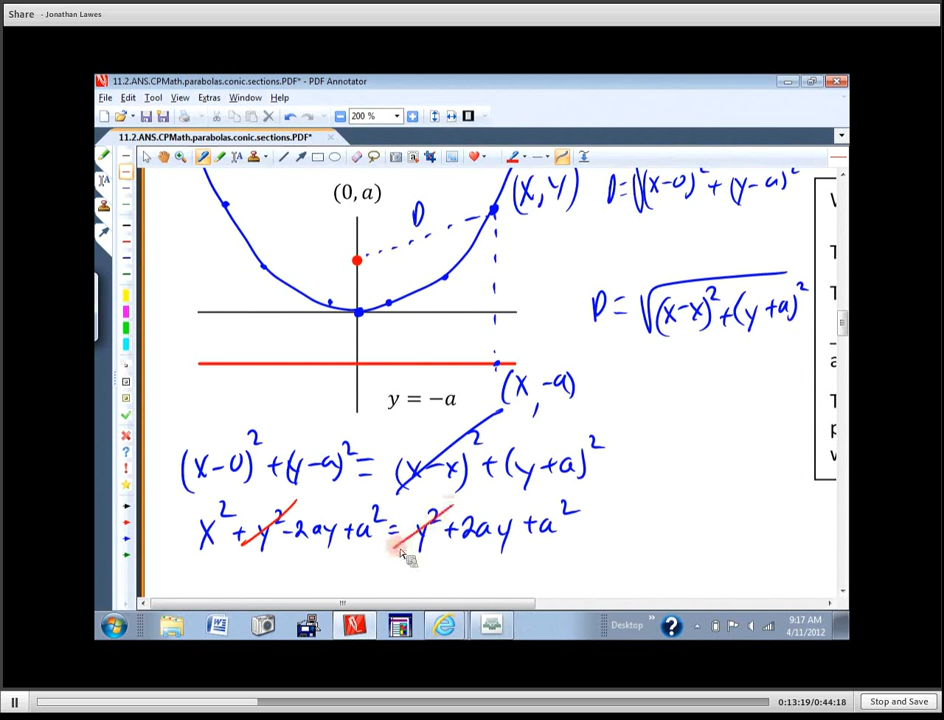 Share - Jonathan Lawes
11.2.ANS.CPMath.parabolas.conic.sections.PDF* - PDF Annotator
File Edit Tool View Extras Window Help
200 %
11.2.ANS.CPMath.parabolas.conic.sections.PDF*
(0, a)
D
(x, y)
D=√(x-0)²+(y-a)²
D = √(x-x)²+(y+a)²
(x, -a)
y = −a
(x-0)²+(y-a)²= (x-x)²+(y+a)²
x²+y²-2ay+a²= y²+2ay+a²
Desktop
9:17 AM
4/11/2012
0:13:19/0:44:18
Stop and Save